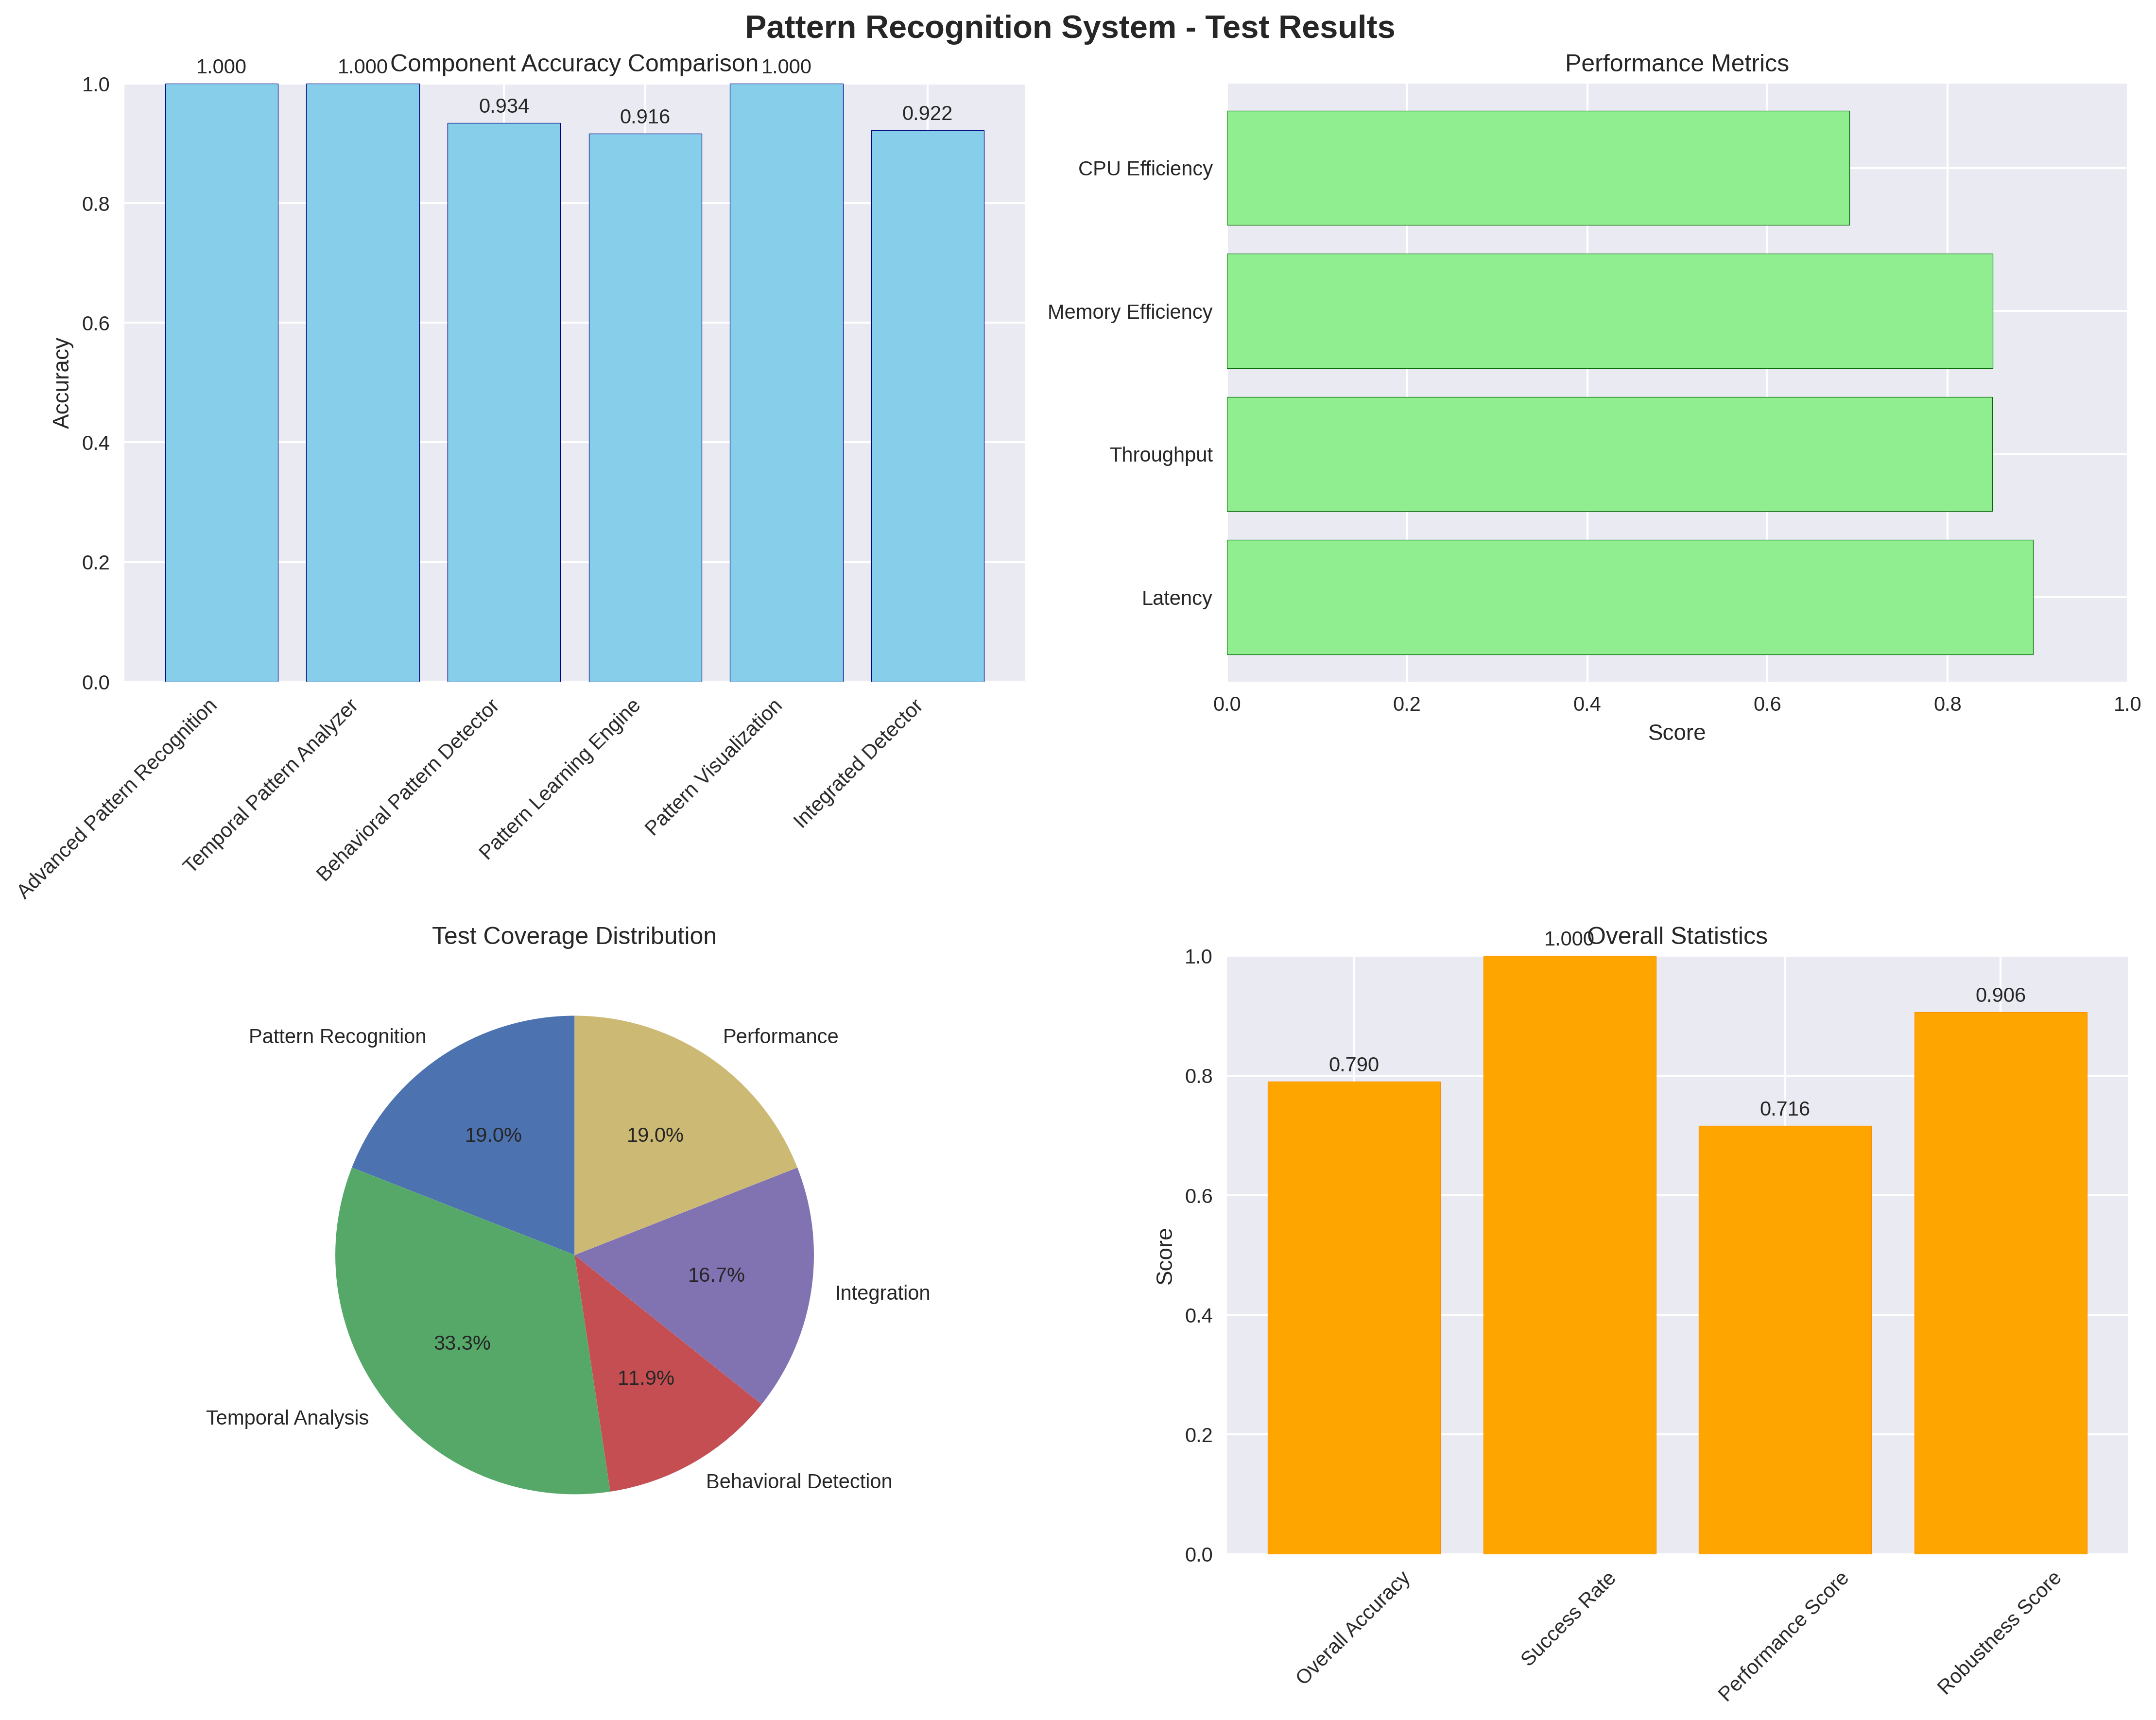 Pattern Recognition System - Test Results
Component Accuracy Comparison
1.000
1.000
0.934
0.916
1.000
0.922
Accuracy
1.0
0.8
0.6
0.4
0.2
0.0
Advanced Pattern Recognition
Temporal Pattern Analyzer
Behavioral Pattern Detector
Pattern Learning Engine
Pattern Visualization
Integrated Detector
Performance Metrics
CPU Efficiency
Memory Efficiency
Throughput
Latency
0.0
0.2
0.4
0.6
0.8
1.0
Score
Test Coverage Distribution
Pattern Recognition
19.0%
Performance
19.0%
Integration
16.7%
Temporal Analysis
33.3%
Behavioral Detection
11.9%
Overall Statistics
0.790
1.000
0.716
0.906
Score
1.0
0.8
0.6
0.4
0.2
0.0
Overall Accuracy
Success Rate
Performance Score
Robustness Score